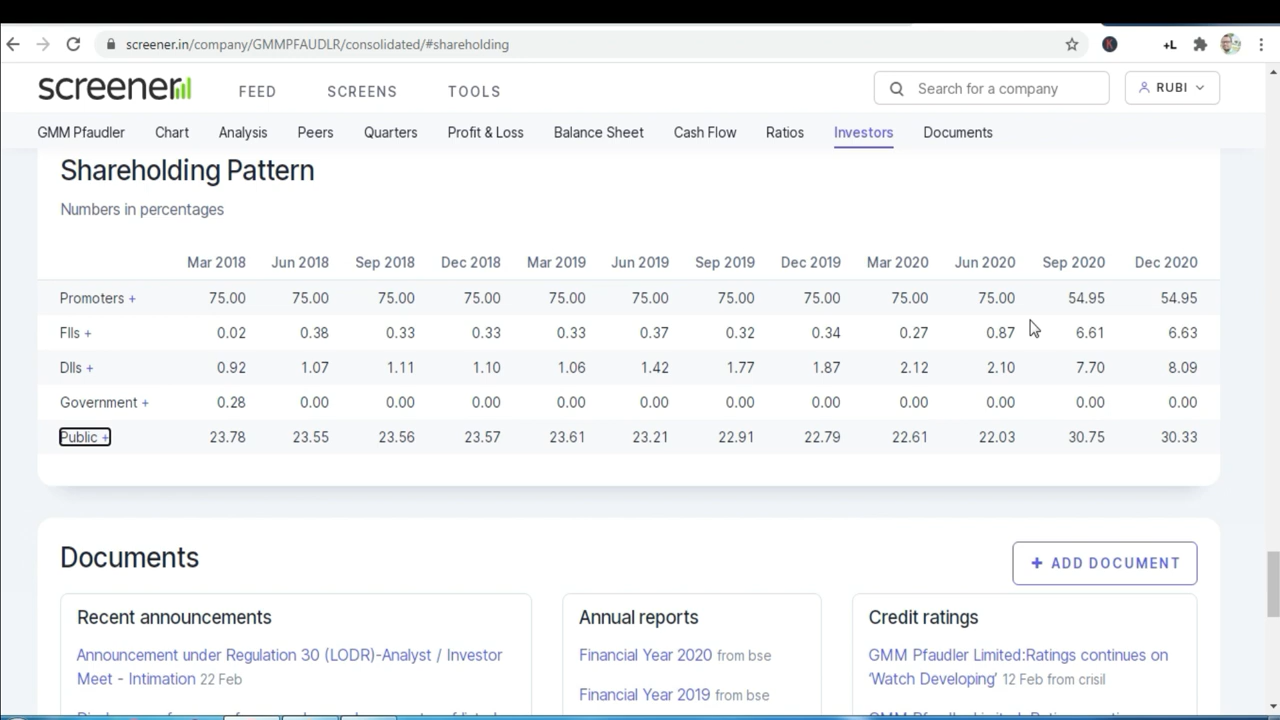 screener.in/company/GMMPFAUDLR/consolidated/#shareholding
K +L
screener FEED SCREENS TOOLS Search for a company RUBI
GMM Pfaudler Chart Analysis Peers Quarters Profit & Loss Balance Sheet Cash Flow Ratios Investors Documents
Shareholding Pattern
Numbers in percentages
Mar 2018 Jun 2018 Sep 2018 Dec 2018 Mar 2019 Jun 2019 Sep 2019 Dec 2019 Mar 2020 Jun 2020 Sep 2020 Dec 2020
Promoters + 75.00 75.00 75.00 75.00 75.00 75.00 75.00 75.00 75.00 75.00 54.95 54.95
FIIs + 0.02 0.38 0.33 0.33 0.33 0.37 0.32 0.34 0.27 0.87 6.61 6.63
DIIs + 0.92 1.07 1.11 1.10 1.06 1.42 1.77 1.87 2.12 2.10 7.70 8.09
Government + 0.28 0.00 0.00 0.00 0.00 0.00 0.00 0.00 0.00 0.00 0.00 0.00
Public + 23.78 23.55 23.56 23.57 23.61 23.21 22.91 22.79 22.61 22.03 30.75 30.33
Documents
+ ADD DOCUMENT
Recent announcements
Announcement under Regulation 30 (LODR)-Analyst / Investor
Meet - Intimation 22 Feb
Annual reports
Financial Year 2020 from bse
Financial Year 2019 from bse
Credit ratings
GMM Pfaudler Limited:Ratings continues on
'Watch Developing' 12 Feb from crisil